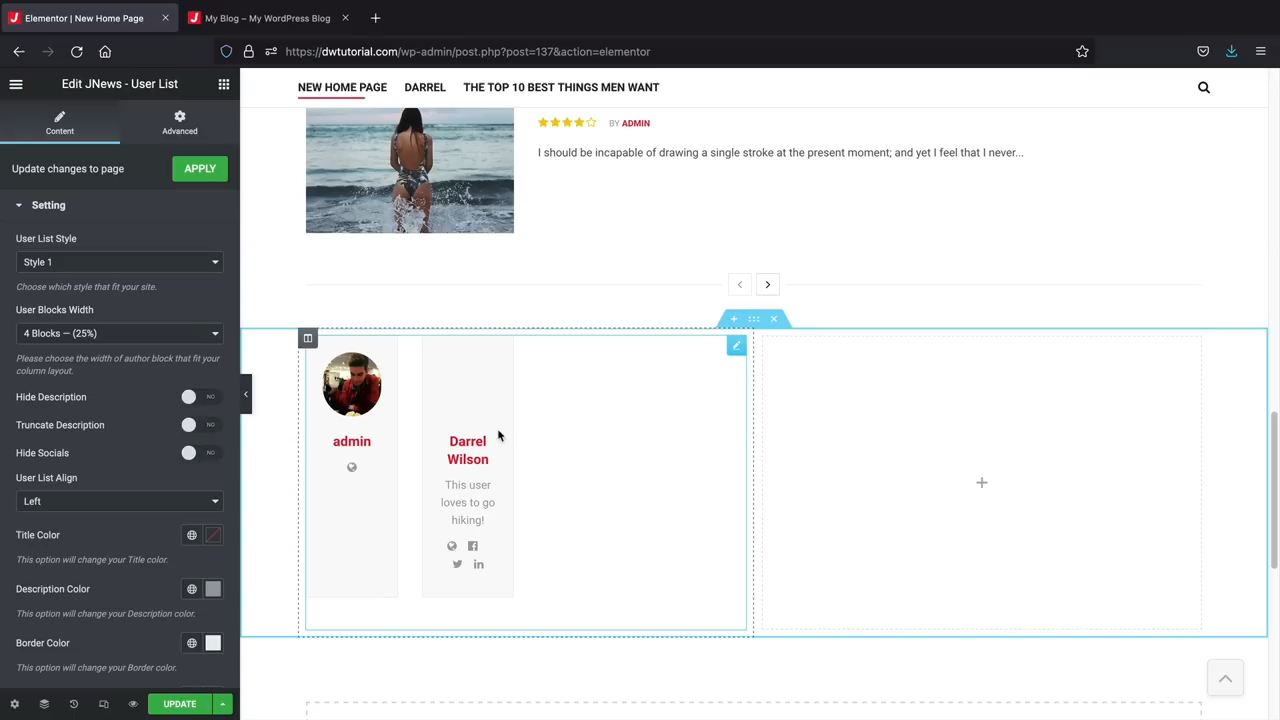 Elementor | New Home Page
My Blog – My WordPress Blog
https://dwtutorial.com/wp-admin/post.php?post=137&action=elementor
Edit JNews - User List
Content
Advanced
Update changes to page
APPLY
Setting
User List Style
Style 1
Choose which style that fit your site.
User Blocks Width
4 Blocks — (25%)
Please choose the width of author block that fit your
column layout.
Hide Description
NO
Truncate Description
NO
Hide Socials
NO
User List Align
Left
Title Color
This option will change your Title color.
Description Color
This option will change your Description color.
Border Color
This option will change your Border color.
UPDATE
NEW HOME PAGE
DARREL
THE TOP 10 BEST THINGS MEN WANT
BY ADMIN
I should be incapable of drawing a single stroke at the present moment; and yet I feel that I never...
admin
Darrel
Wilson
This user
loves to go
hiking!